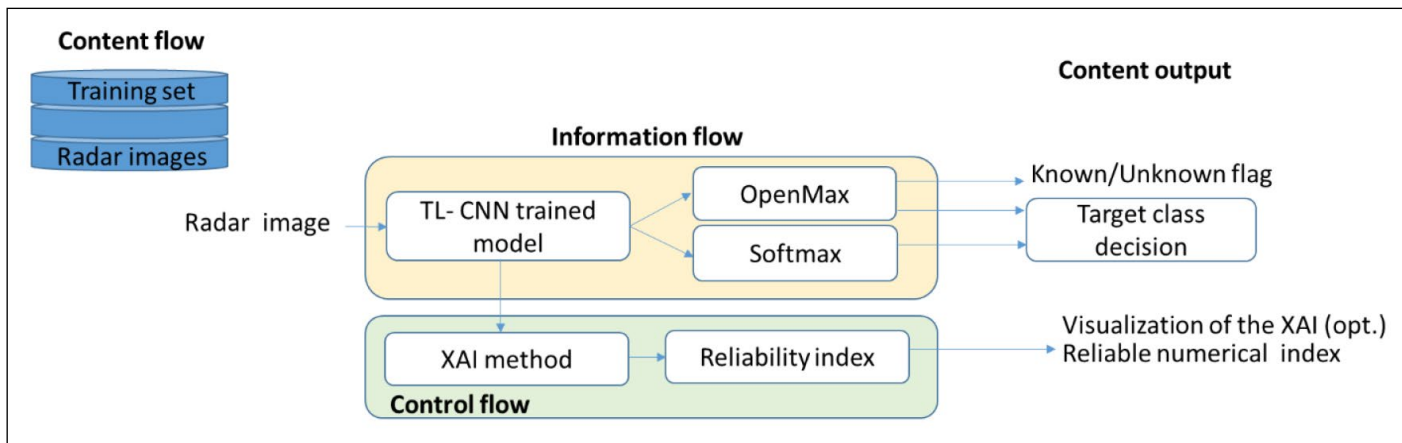 Content flow
Training set
Radar images
Content output
Information flow
Radar image
TL- CNN trained
model
OpenMax
Softmax
Known/Unknown flag
Target class
decision
XAI method
Reliability index
Control flow
Visualization of the XAI (opt.)
Reliable numerical index